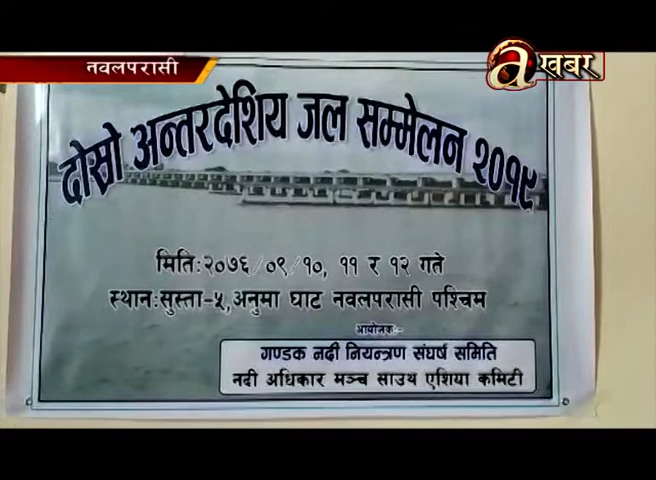 नवलपरासी
a खबर
दोस्रो अन्तरदेशिय जल सम्मेलन २०१९
मिति:२०७६/०९/१०, ११ र १२ गते
स्थान:सुस्ता-५,अनुमा घाट नवलपरासी पश्चिम
आयोजक:-
गण्डक नदी नियन्त्रण संघर्ष समिति
नदी अधिकार मञ्च साउथ एशिया कमिटी